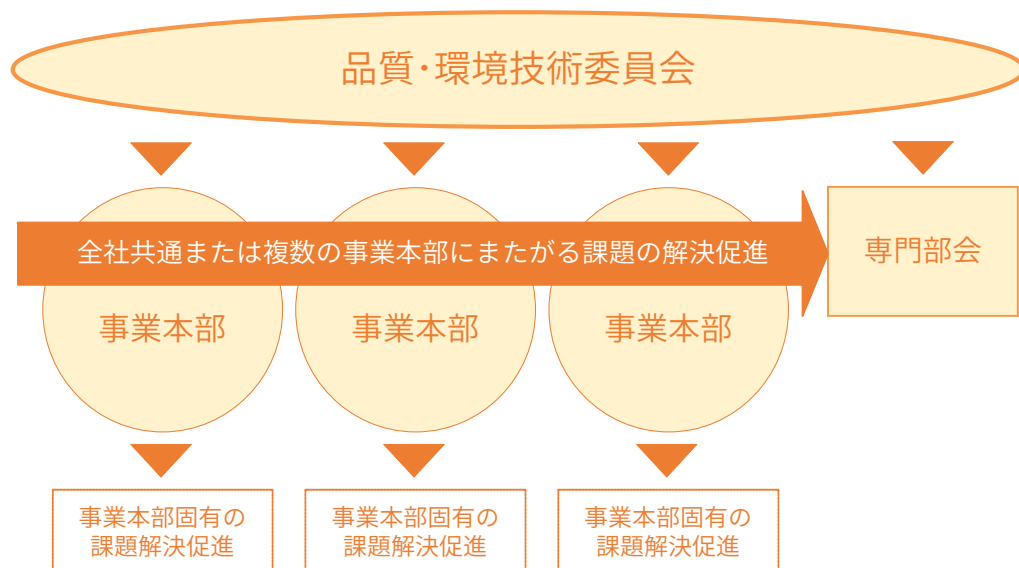 品質・環境技術委員会
全社共通または複数の事業本部にまたがる課題の解決促進
専門部会
事業本部
事業本部
事業本部
事業本部固有の
課題解決促進
事業本部固有の
課題解決促進
事業本部固有の
課題解決促進